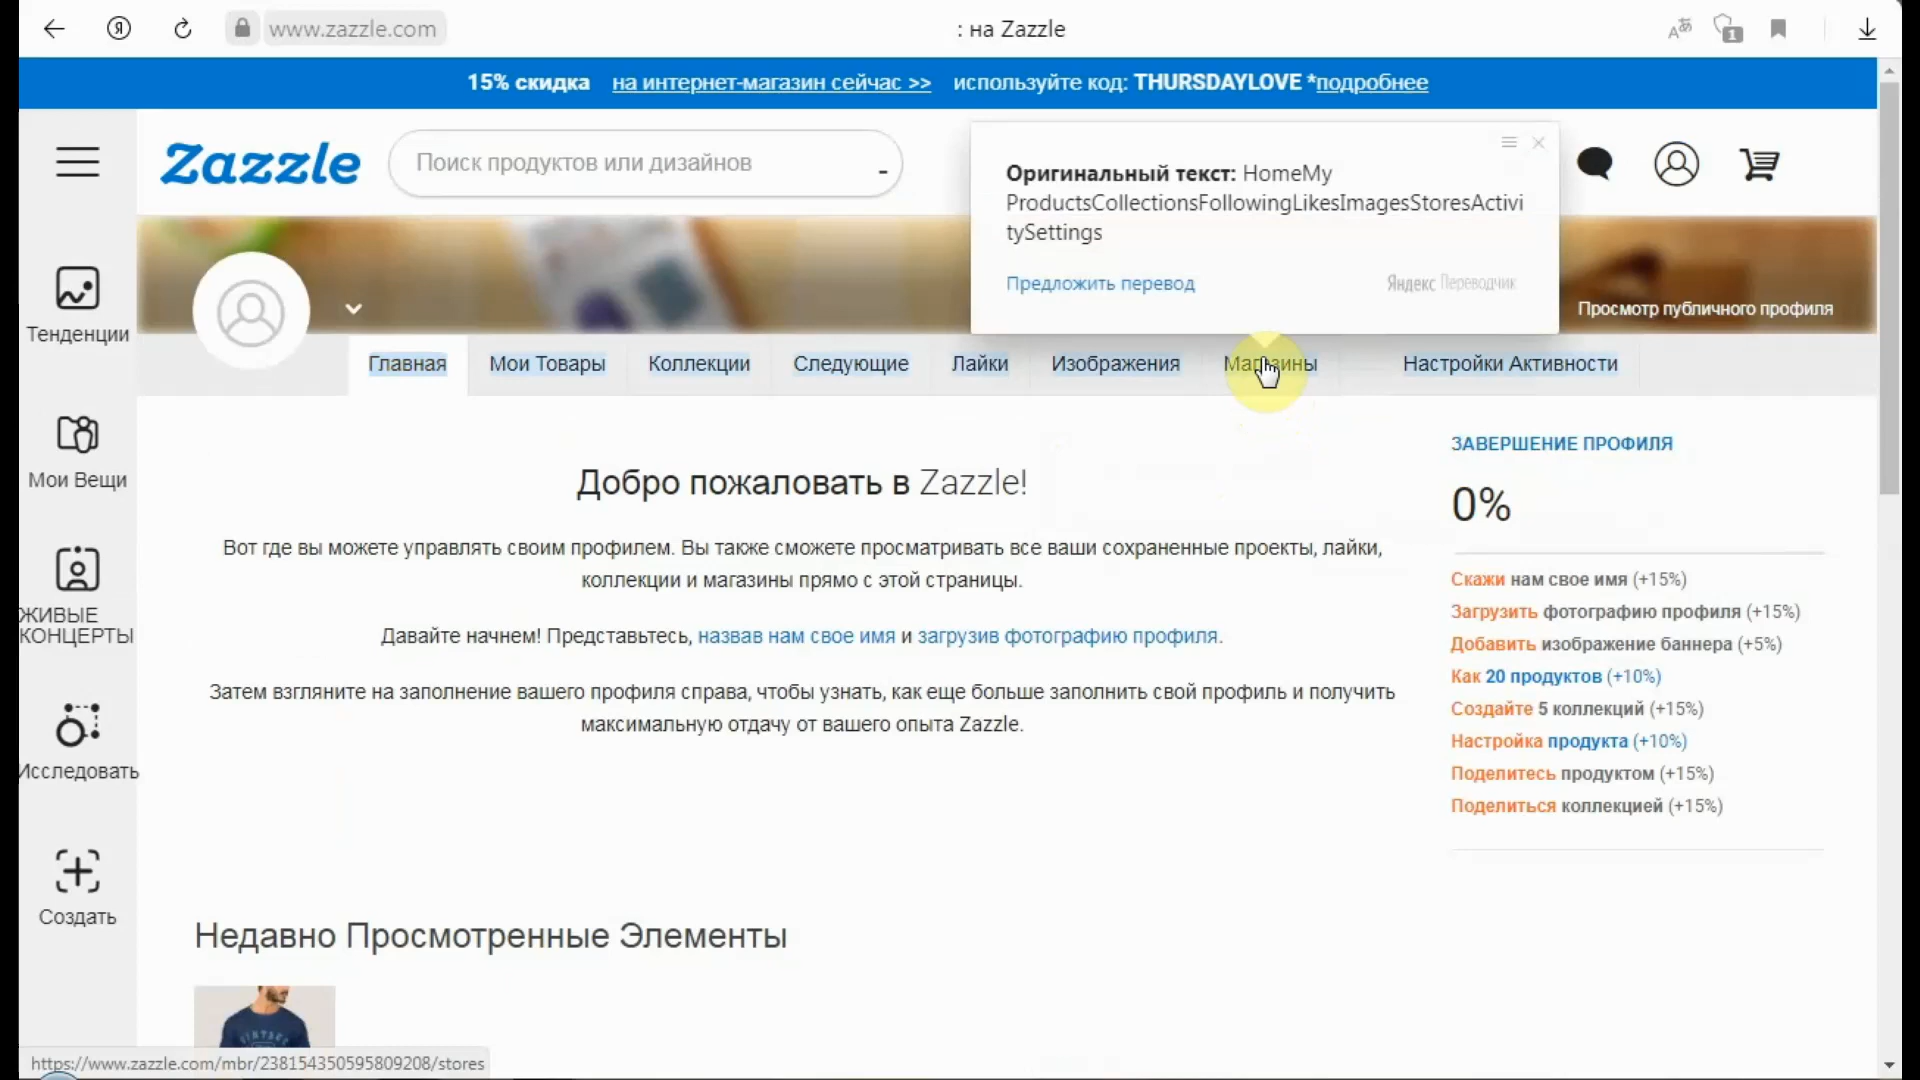 Я
www.zazzle.com
: на Zazzle
1
15% скидка на интернет-магазин сейчас >> используйте код: THURSDAYLOVE *подробнее
Zazzle
Поиск продуктов или дизайнов
Оригинальный текст: HomeMy
ProductsCollectionsFollowingLikesImagesStoresActivi
tySettings
Предложить перевод
Яндекс Переводчик
Просмотр публичного профиля
Главная
Мои Товары
Коллекции
Следующие
Лайки
Изображения
Магазины
Настройки Активности
Тенденции
Мои Вещи
ЖИВЫЕ
КОНЦЕРТЫ
Исследовать
Создать
Добро пожаловать в Zazzle!
Вот где вы можете управлять своим профилем. Вы также сможете просматривать все ваши сохраненные проекты, лайки,
коллекции и магазины прямо с этой страницы.
Давайте начнем! Представьтесь, назвав нам свое имя и загрузив фотографию профиля.
Затем взгляните на заполнение вашего профиля справа, чтобы узнать, как еще больше заполнить свой профиль и получить
максимальную отдачу от вашего опыта Zazzle.
ЗАВЕРШЕНИЕ ПРОФИЛЯ
0%
Скажи нам свое имя (+15%)
Загрузить фотографию профиля (+15%)
Добавить изображение баннера (+5%)
Как 20 продуктов (+10%)
Создайте 5 коллекций (+15%)
Настройка продукта (+10%)
Поделитесь продуктом (+15%)
Поделиться коллекцией (+15%)
Недавно Просмотренные Элементы
VINTAGE
https://www.zazzle.com/mbr/238154350595809208/stores